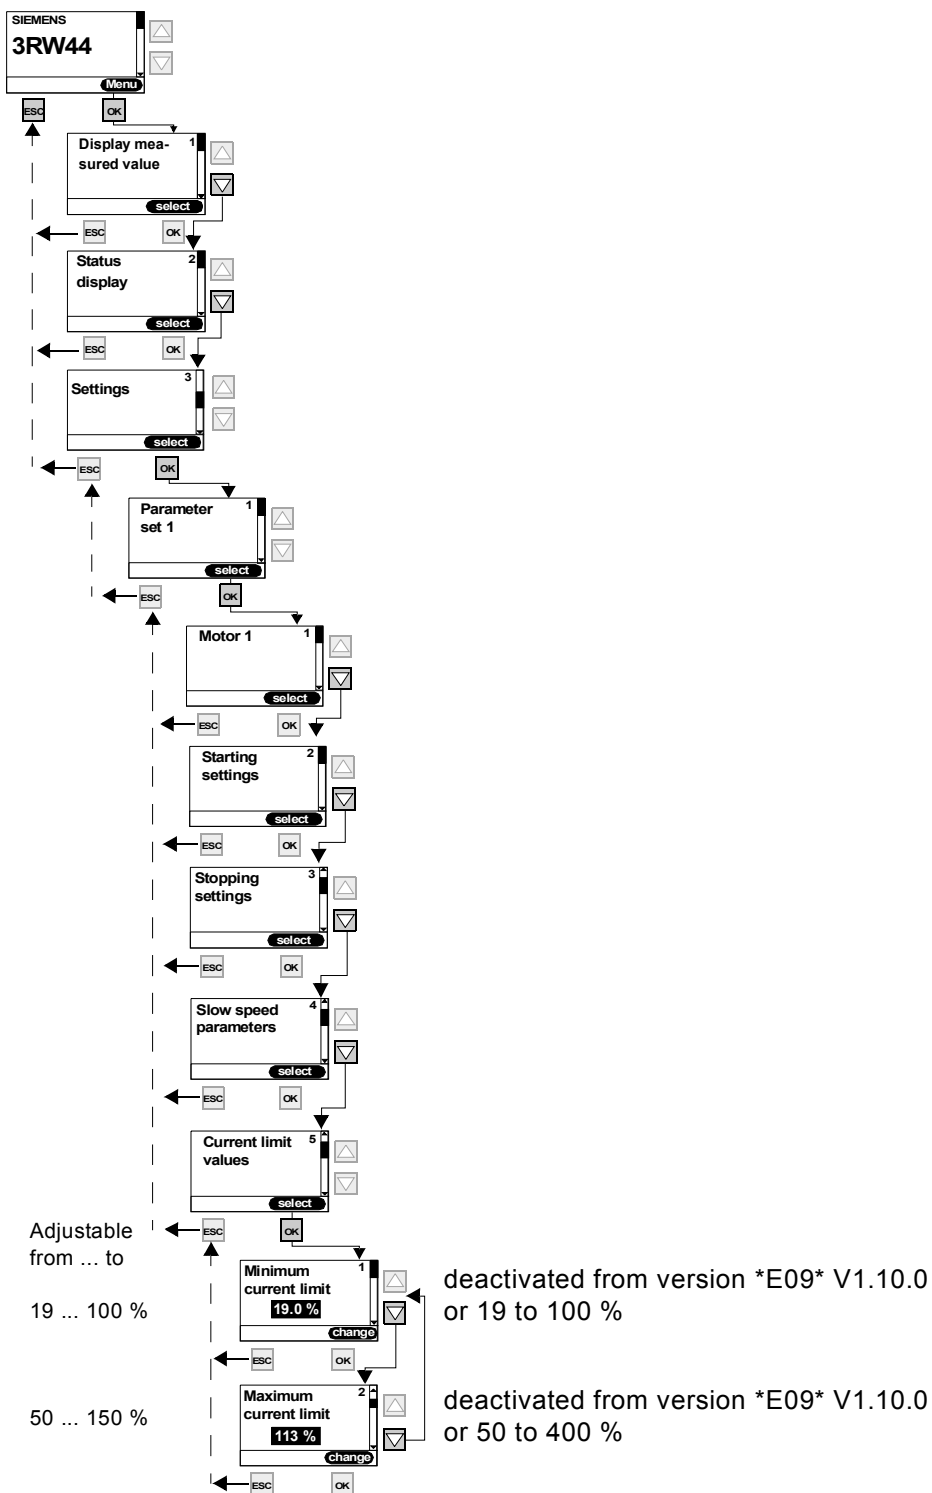 SIEMENS
3RW44
Menu
ESC OK
Display mea-
sured value
1
select
ESC OK
Status
display
2
select
ESC OK
Settings
3
select
ESC OK
Parameter
set 1
1
select
ESC OK
Motor 1
1
select
ESC OK
Starting
settings
2
select
ESC OK
Stopping
settings
3
select
ESC OK
Slow speed
parameters
4
select
ESC OK
Current limit
values
5
select
ESC OK
Adjustable
from ... to
19 ... 100 %
Minimum
current limit
1
19.0 %
change
deactivated from version *E09* V1.10.0
or 19 to 100 %
ESC OK
50 ... 150 %
Maximum
current limit
2
113 %
change
deactivated from version *E09* V1.10.0
or 50 to 400 %
ESC OK